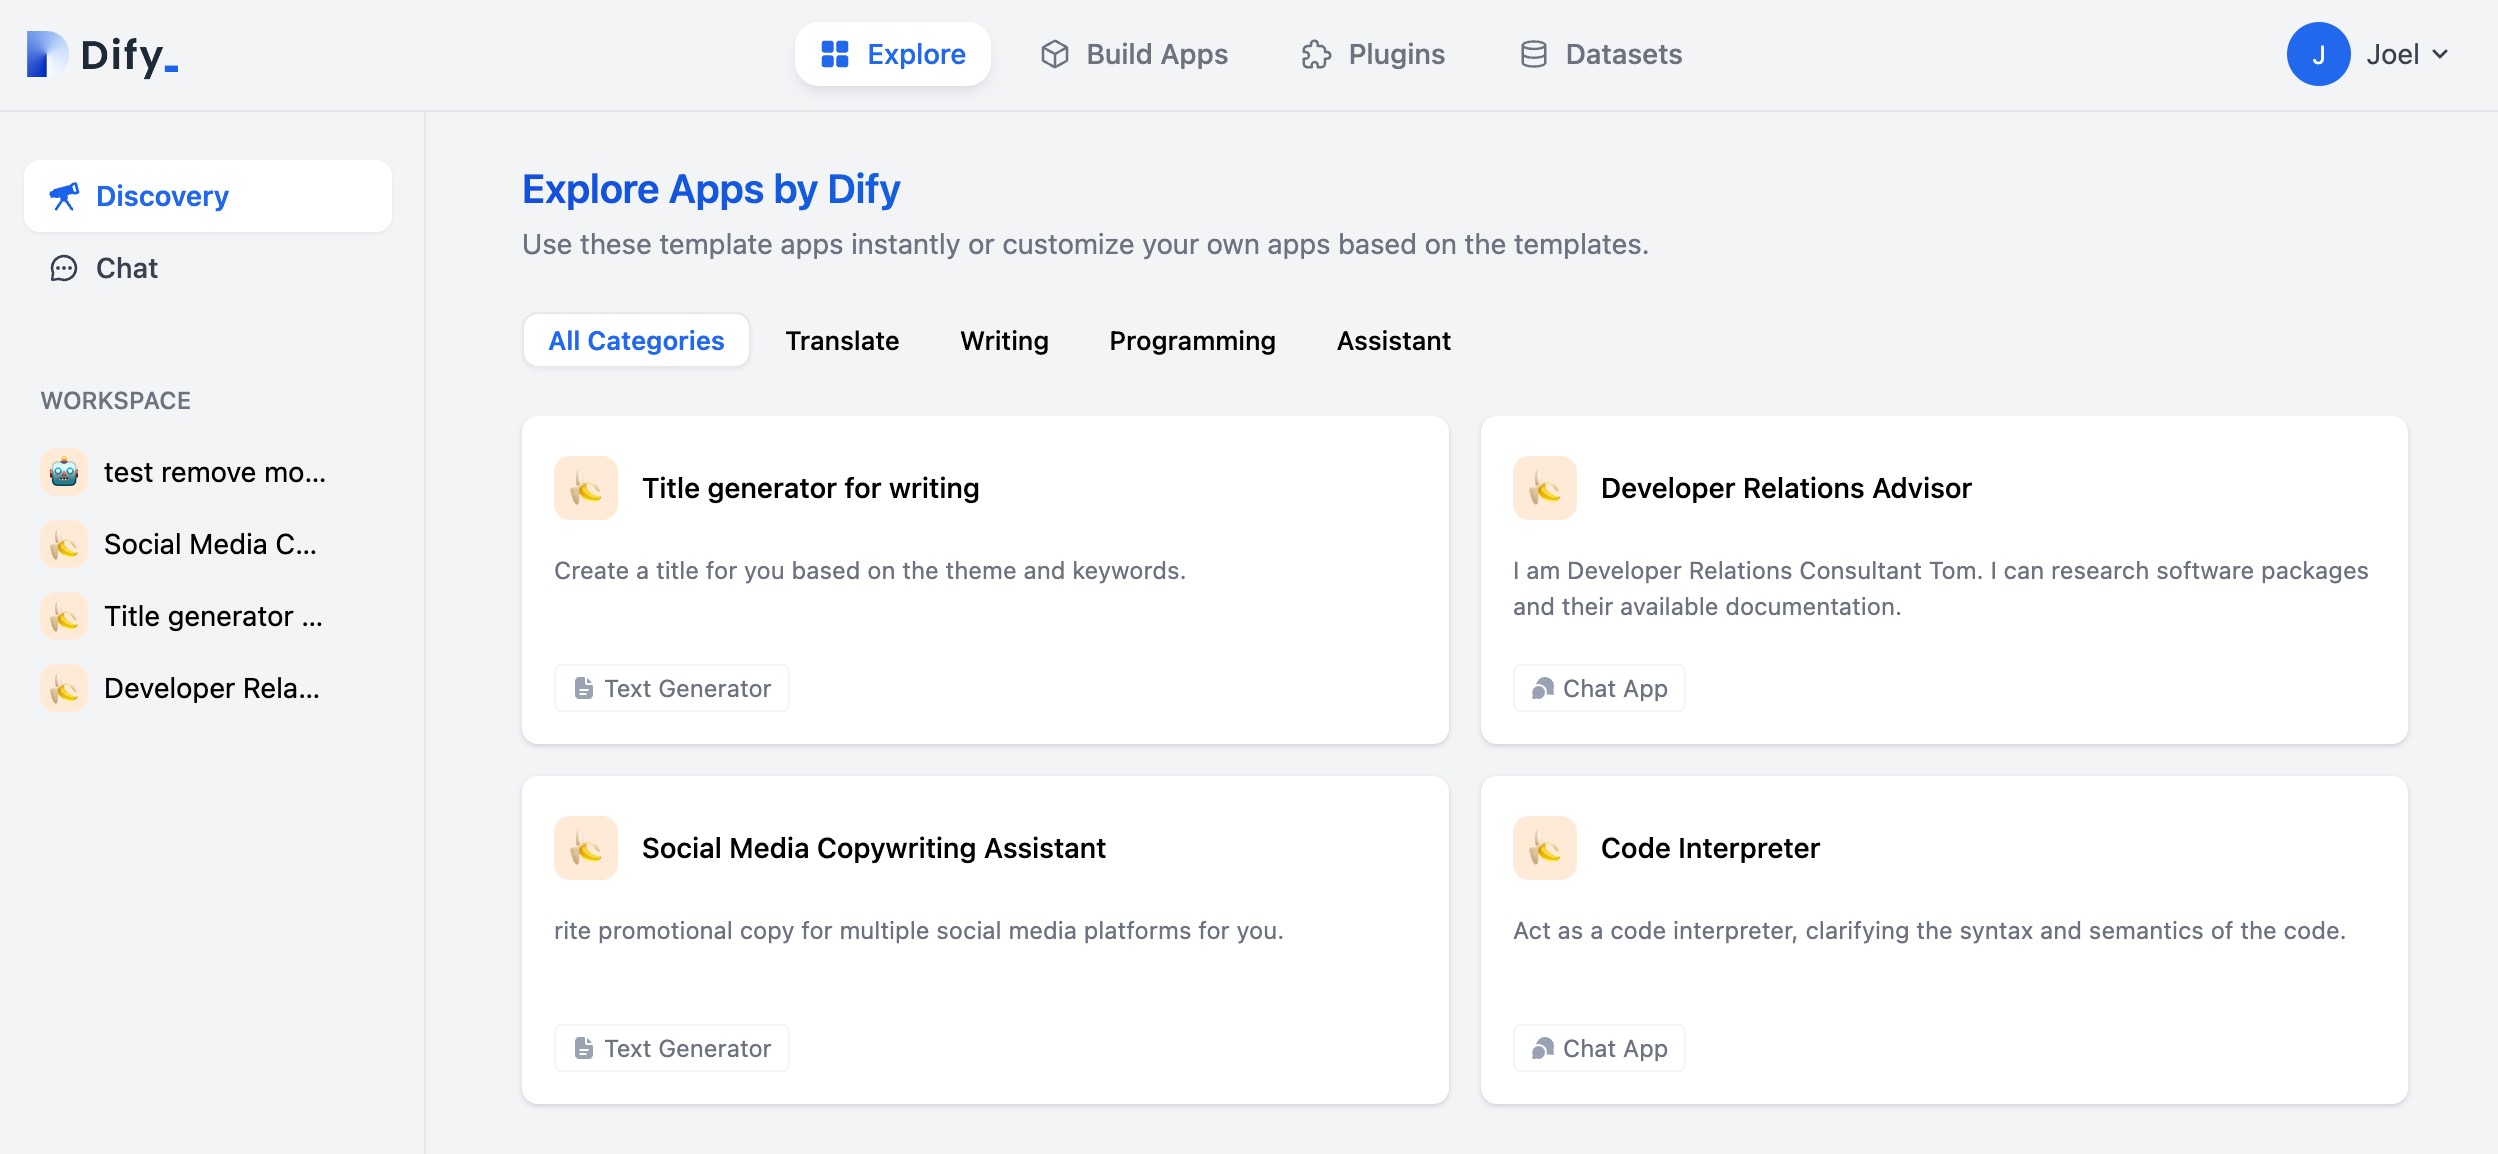 Dify_
Explore
Build Apps
Plugins
Datasets
J
Joel
Discovery
Chat
WORKSPACE
test remove mo...
Social Media C...
Title generator ...
Developer Rela...
Explore Apps by Dify
Use these template apps instantly or customize your own apps based on the templates.
All Categories
Translate
Writing
Programming
Assistant
Title generator for writing
Create a title for you based on the theme and keywords.
Text Generator
Developer Relations Advisor
I am Developer Relations Consultant Tom. I can research software packages
and their available documentation.
Chat App
Social Media Copywriting Assistant
rite promotional copy for multiple social media platforms for you.
Text Generator
Code Interpreter
Act as a code interpreter, clarifying the syntax and semantics of the code.
Chat App